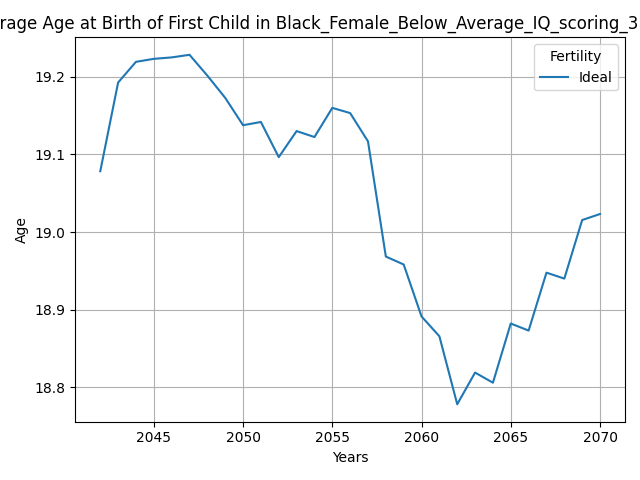 rage Age at Birth of First Child in Black_Female_Below_Average_IQ_scoring_3
Fertility
Ideal
19.2
19.1
19.0
18.9
18.8
Age
2045 2050 2055 2060 2065 2070
Years